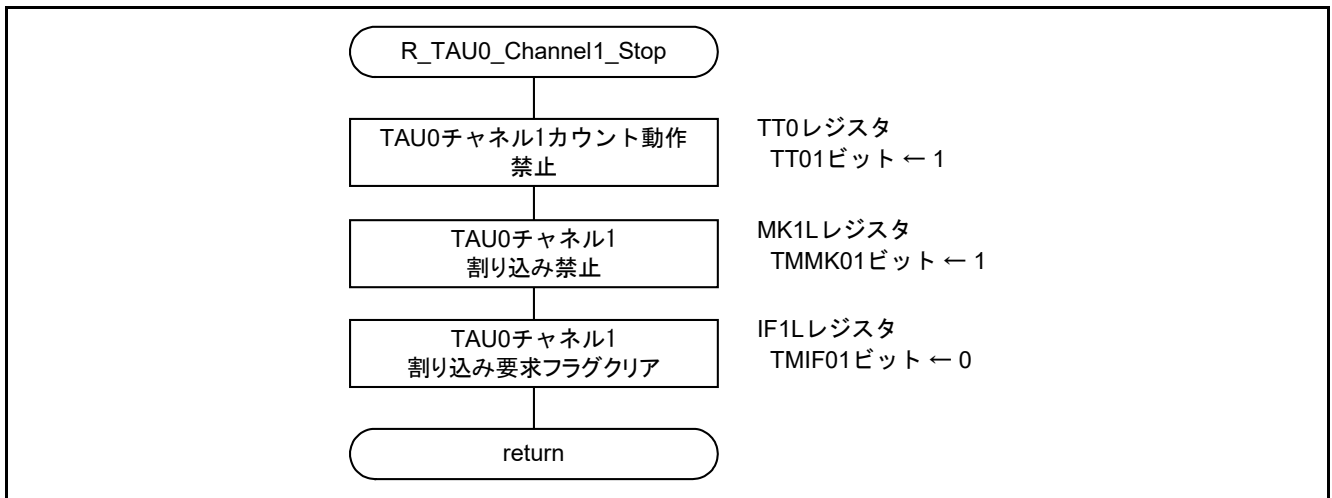 R_TAU0_Channel1_Stop
TAU0チャネル1カウント動作
禁止
TT0レジスタ
TT01ビット ← 1
TAU0チャネル1
割り込み禁止
MK1Lレジスタ
TMMK01ビット ← 1
TAU0チャネル1
割り込み要求フラグクリア
IF1Lレジスタ
TMIF01ビット ← 0
return